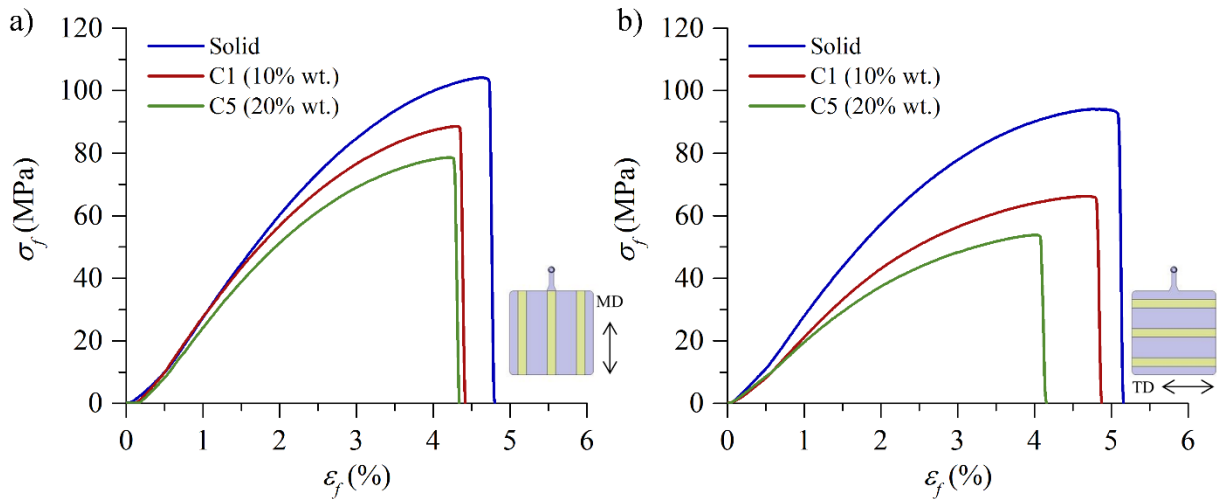 a)
Solid
C1 (10% wt.)
C5 (20% wt.)
120
100
80
60
40
20
0
σf (MPa)
0 1 2 3 4 5 6
εf (%)
MD
b)
Solid
C1 (10% wt.)
C5 (20% wt.)
120
100
80
60
40
20
0
σf (MPa)
0 1 2 3 4 5 6
εf (%)
TD